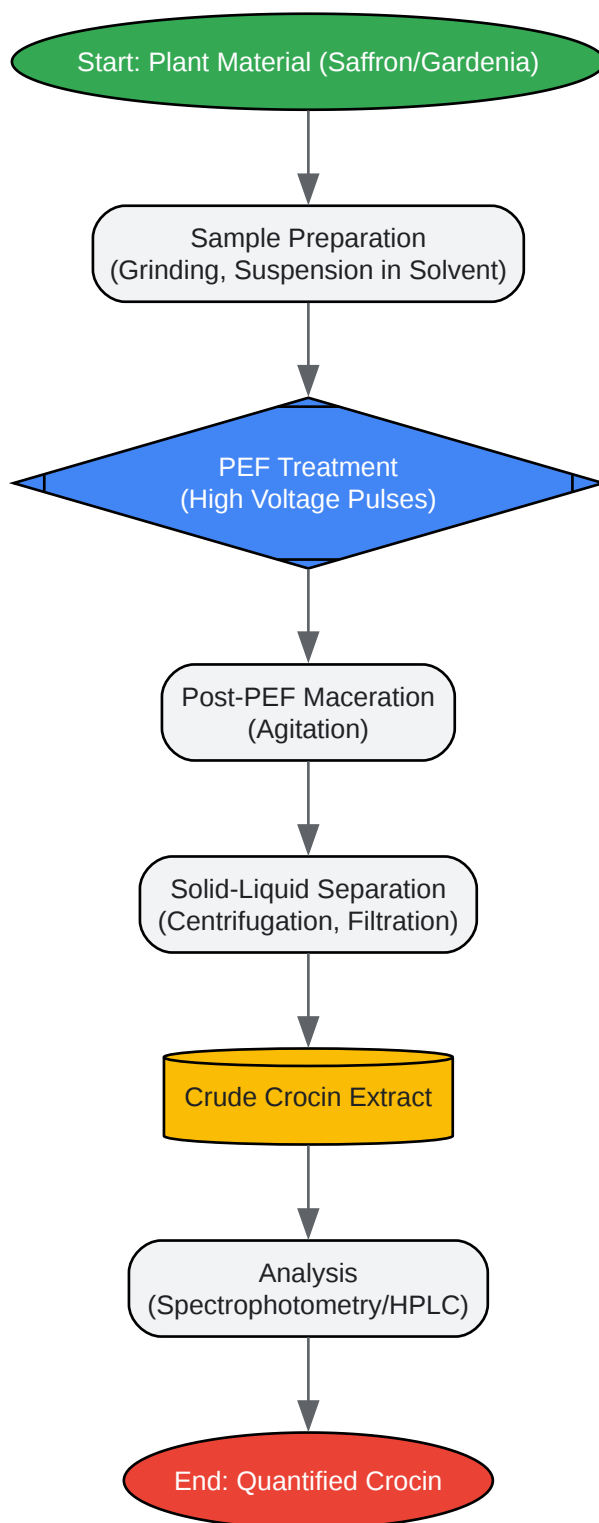 Start: Plant Material (Saffron/Gardenia)
Sample Preparation
(Grinding, Suspension in Solvent)
PEF Treatment
(High Voltage Pulses)
Post-PEF Maceration
(Agitation)
Solid-Liquid Separation
(Centrifugation, Filtration)
Crude Crocin Extract
Analysis
(Spectrophotometry/HPLC)
End: Quantified Crocin